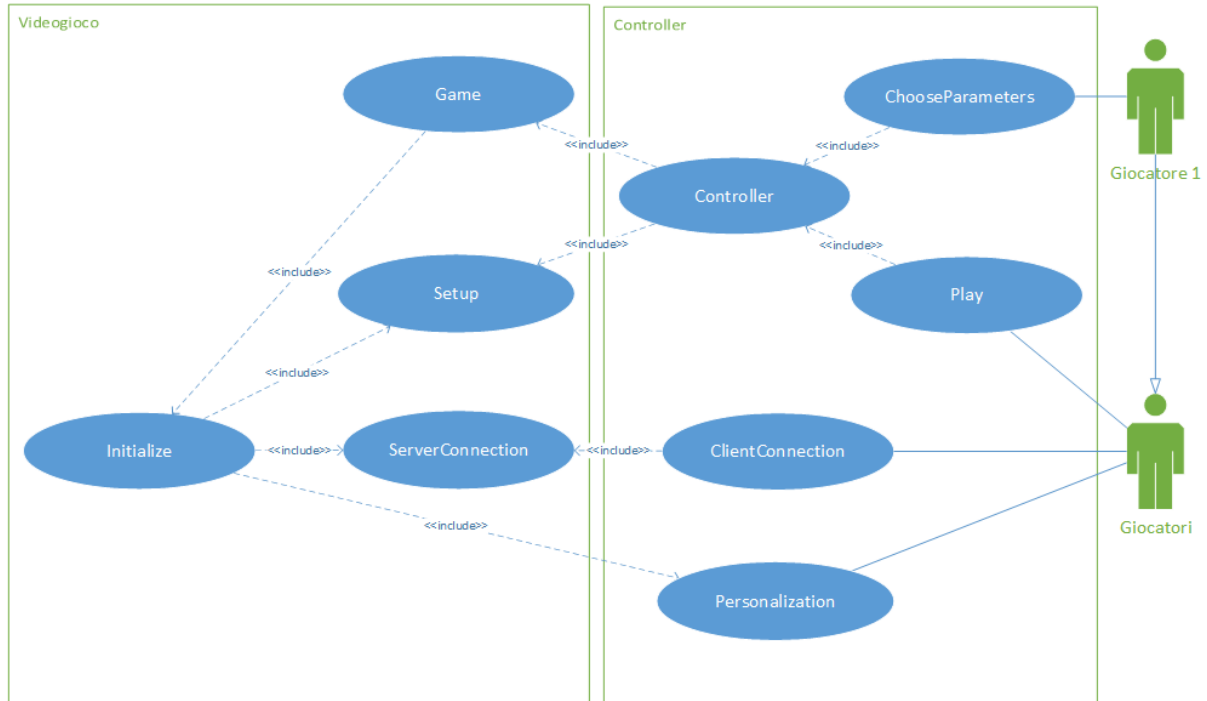 Videogioco
Controller
Game
ChooseParameters
<<include>>
<<include>>
Giocatore 1
Controller
<<include>>
<<include>>
<<include>>
Setup
Play
<<include>>
Initialize
<<include>>
ServerConnection
<<include>>
ClientConnection
<<include>>
Giocatori
Personalization